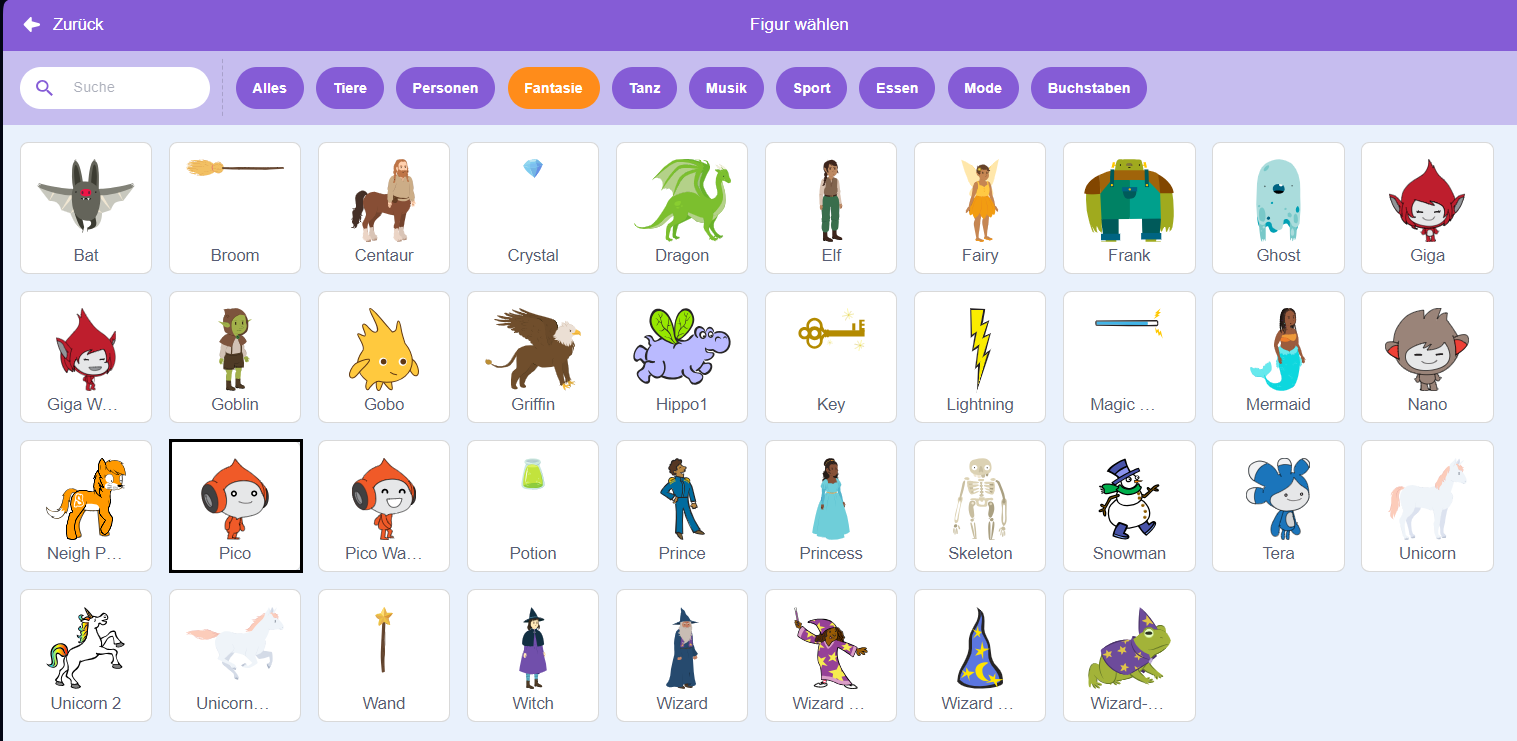 Zurück
Figur wählen
Suche
Alles
Tiere
Personen
Fantasie
Tanz
Musik
Sport
Essen
Mode
Buchstaben
Bat
Broom
Centaur
Crystal
Dragon
Elf
Fairy
Frank
Ghost
Giga
Giga W...
Goblin
Gobo
Griffin
Hippo1
Key
Lightning
Magic ...
Mermaid
Nano
Neigh P...
Pico
Pico Wa...
Potion
Prince
Princess
Skeleton
Snowman
Tera
Unicorn
Unicorn 2
Unicorn...
Wand
Witch
Wizard
Wizard ...
Wizard ...
Wizard-...